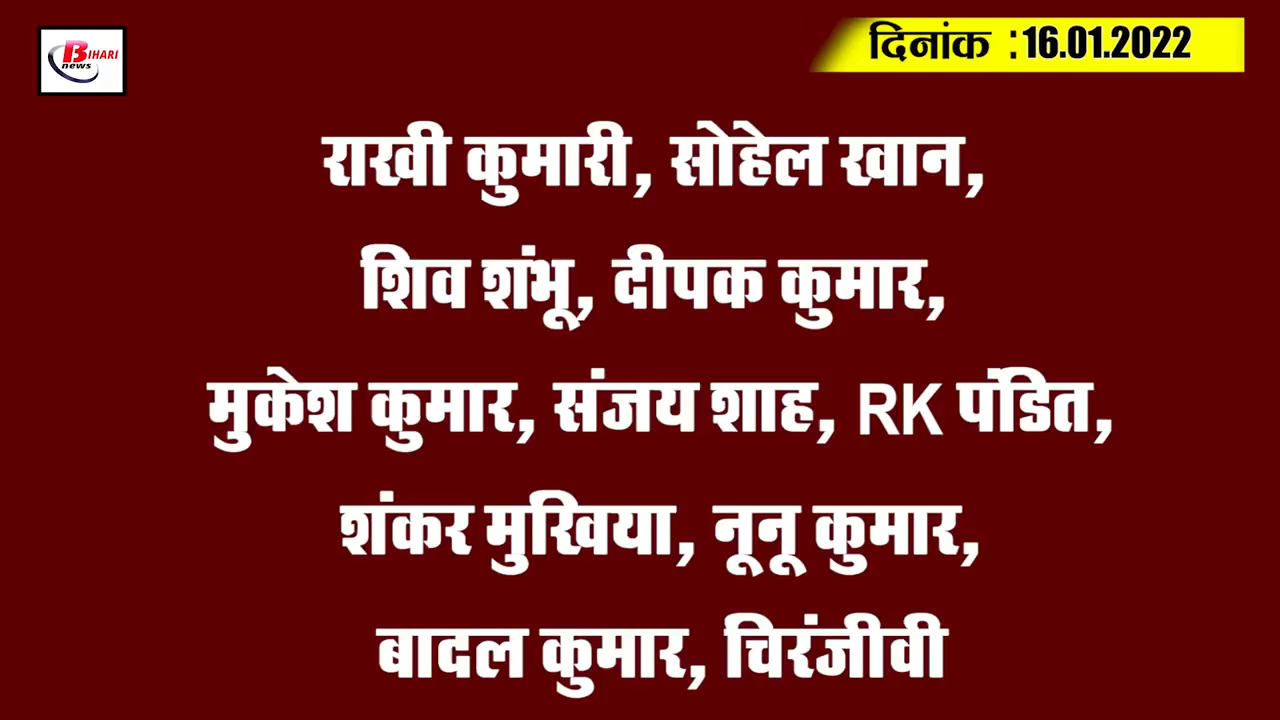 BIHARI
news
दिनांक :16.01.2022
राखी कुमारी, सोहेल खान,
शिव शंभू, दीपक कुमार,
मुकेश कुमार, संजय शाह, RK पंडित,
शंकर मुखिया, नूनू कुमार,
बादल कुमार, चिरंजीवी